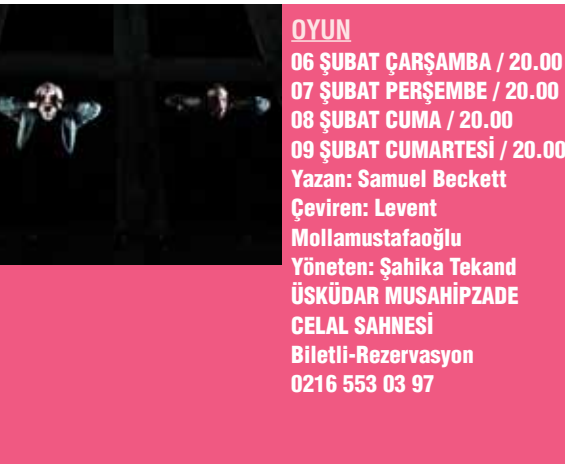 OYUN
06 ŞUBAT ÇARŞAMBA / 20.00
07 ŞUBAT PERŞEMBE / 20.00
08 ŞUBAT CUMA / 20.00
09 ŞUBAT CUMARTESİ / 20.00
Yazan: Samuel Beckett
Çeviren: Levent
Mollamustafaoğlu
Yöneten: Şahika Tekand
ÜSKÜDAR MUSAHİPZADE
CELAL SAHNESİ
Biletli-Rezervasyon
0216 553 03 97